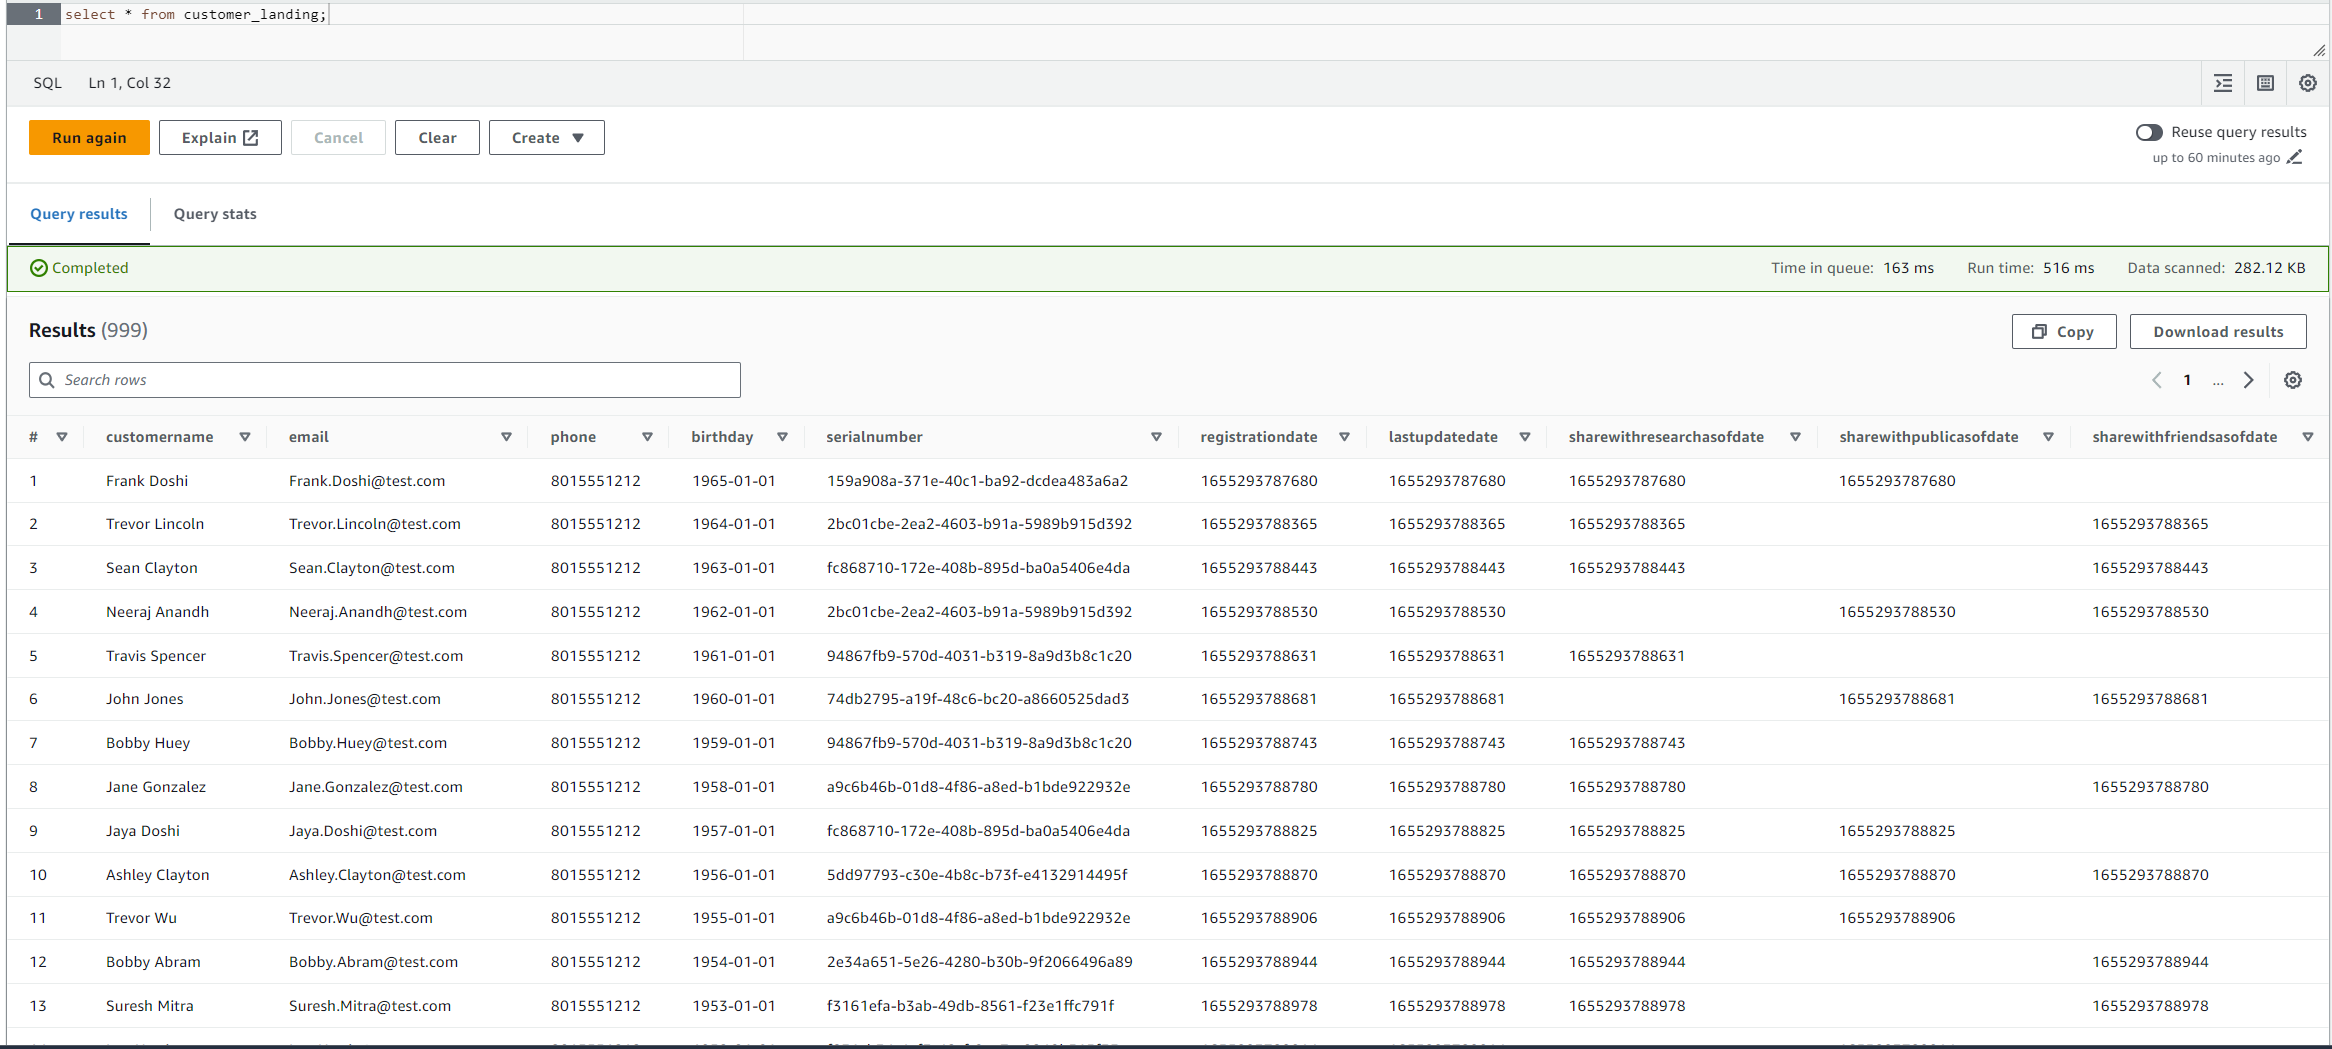 1 select * from customer_landing;
SQL Ln 1, Col 32
Run again Explain Cancel Clear Create Reuse query results
up to 60 minutes ago
Query results Query stats
Completed Time in queue: 163 ms Run time: 516 ms Data scanned: 282.12 KB
Results (999) Copy Download results
Search rows 1 ...
# customername email phone birthday serialnumber registrationdate lastupdatedate sharewithresearchasofdate sharewithpublicasofdate sharewithfriendsasofdate
1 Frank Doshi Frank.Doshi@test.com 8015551212 1965-01-01 159a908a-371e-40c1-ba92-dcdea483a6a2 1655293787680 1655293787680 1655293787680 1655293787680
2 Trevor Lincoln Trevor.Lincoln@test.com 8015551212 1964-01-01 2bc01cbe-2ea2-4603-b91a-5989b915d392 1655293788365 1655293788365 1655293788365 1655293788365
3 Sean Clayton Sean.Clayton@test.com 8015551212 1963-01-01 fc868710-172e-408b-895d-ba0a5406e4da 1655293788443 1655293788443 1655293788443 1655293788443
4 Neeraj Anandh Neeraj.Anandh@test.com 8015551212 1962-01-01 2bc01cbe-2ea2-4603-b91a-5989b915d392 1655293788530 1655293788530 1655293788530 1655293788530
5 Travis Spencer Travis.Spencer@test.com 8015551212 1961-01-01 94867fb9-570d-4031-b319-8a9d3b8c1c20 1655293788631 1655293788631 1655293788631
6 John Jones John.Jones@test.com 8015551212 1960-01-01 74db2795-a19f-48c6-bc20-a8660525dad3 1655293788681 1655293788681 1655293788681 1655293788681
7 Bobby Huey Bobby.Huey@test.com 8015551212 1959-01-01 94867fb9-570d-4031-b319-8a9d3b8c1c20 1655293788743 1655293788743 1655293788743
8 Jane Gonzalez Jane.Gonzalez@test.com 8015551212 1958-01-01 a9c6b46b-01d8-4f86-a8ed-b1bde922932e 1655293788780 1655293788780 1655293788780 1655293788780
9 Jaya Doshi Jaya.Doshi@test.com 8015551212 1957-01-01 fc868710-172e-408b-895d-ba0a5406e4da 1655293788825 1655293788825 1655293788825 1655293788825
10 Ashley Clayton Ashley.Clayton@test.com 8015551212 1956-01-01 5dd97793-c30e-4b8c-b73f-e4132914495f 1655293788870 1655293788870 1655293788870 1655293788870 1655293788870
11 Trevor Wu Trevor.Wu@test.com 8015551212 1955-01-01 a9c6b46b-01d8-4f86-a8ed-b1bde922932e 1655293788906 1655293788906 1655293788906 1655293788906
12 Bobby Abram Bobby.Abram@test.com 8015551212 1954-01-01 2e34a651-5e26-4280-b30b-9f2066496a89 1655293788944 1655293788944 1655293788944 1655293788944
13 Suresh Mitra Suresh.Mitra@test.com 8015551212 1953-01-01 f3161efa-b3ab-49db-8561-f23e1ffc791f 1655293788978 1655293788978 1655293788978 1655293788978